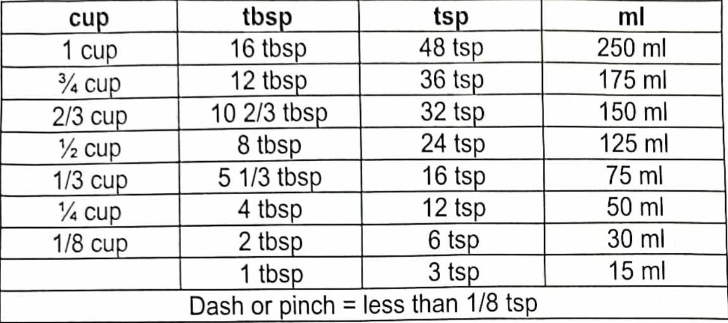 cup tbsp tsp ml
1 cup 16 tbsp 48 tsp 250 ml
¾ cup 12 tbsp 36 tsp 175 ml
2/3 cup 10 2/3 tbsp 32 tsp 150 ml
½ cup 8 tbsp 24 tsp 125 ml
1/3 cup 5 1/3 tbsp 16 tsp 75 ml
¼ cup 4 tbsp 12 tsp 50 ml
1/8 cup 2 tbsp 6 tsp 30 ml
1 tbsp 3 tsp 15 ml
Dash or pinch = less than 1/8 tsp